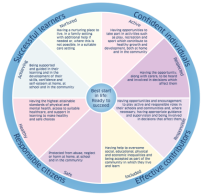 Successful learners
Confident individuals
Nurtured
Having a nurturing place to
live, in a family setting
with additional help if
needed or, where this is
not possible, in a suitable
care setting
Active
Having opportunities to
take part in activities such
as play, recreation and
sport which contribute to
healthy growth and
development, both at home
and in the community
Achieving
Being supported
and guided in their
learning and in the
development of their
skills, confidence and
self-esteem at home, at
school and in the
community
Respected
Having the opportunity,
along with carers, to be heard
and involved in decisions which
affect them
Best start
in life:
Ready to
succeed
Healthy
Having the highest attainable
standards of physical and
mental health, access to suitable
healthcare, and support in
learning to make healthy
and safe choices
Having opportunities and encouragement
to play active and responsible roles in
their schools and communities and, where
necessary, having appropriate guidance
and supervision and being involved
in decisions that affect them
Safe
Protected from abuse, neglect
or harm at home, at school
and in the community
Included
Having help to overcome
social, educational, physical
and economic inequalities and
being accepted as part of the
community in which they live
and learn
Responsible citizens
Effective contributors